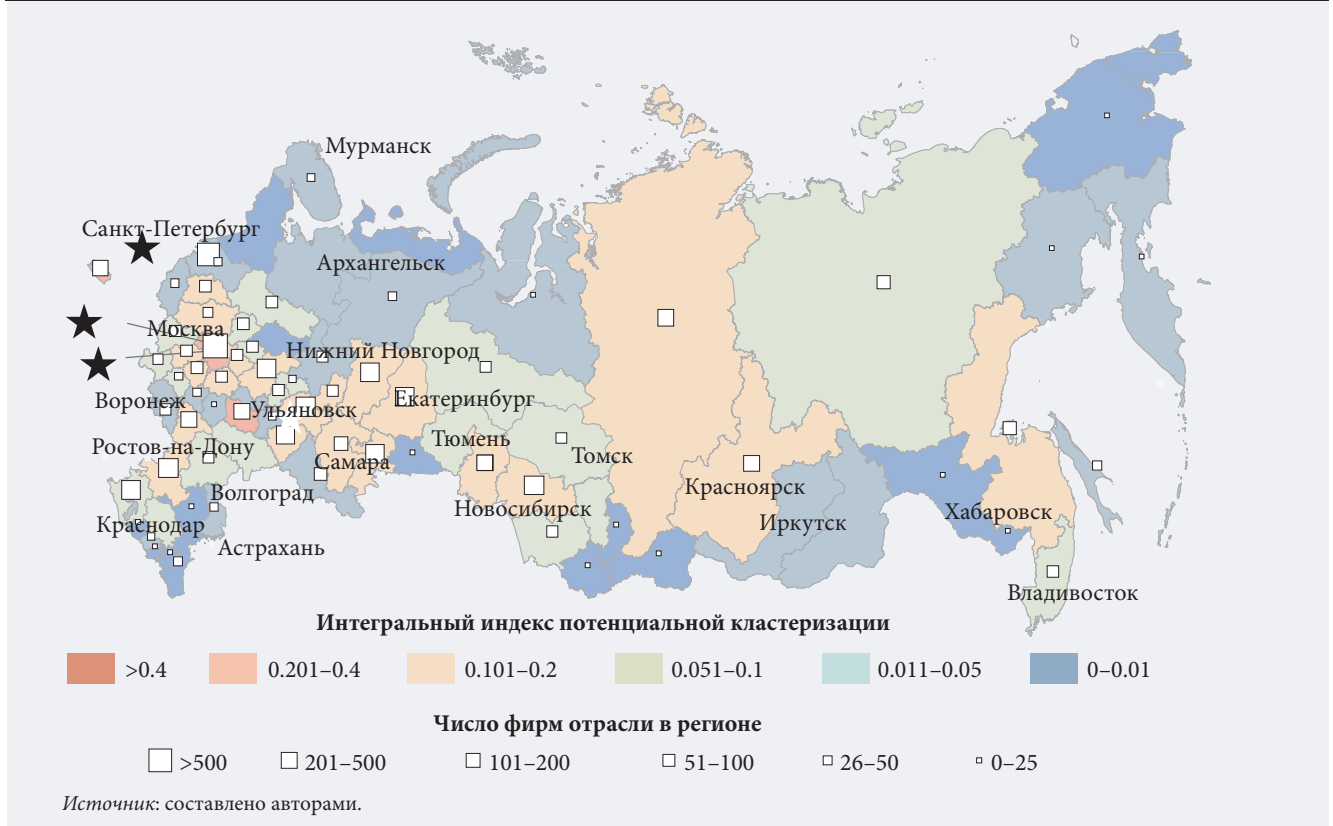 Мурманск
Санкт-Петербург
Архангельск
Москва
Нижний Новгород
Воронеж
Ульяновск
Екатеринбург
Ростов-на-Дону
Тюмень
Самара
Томск
Волгоград
Новосибирск
Красноярск
Краснодар
Иркутск
Хабаровск
Астрахань
Владивосток
Интегральный индекс потенциальной кластеризации
>0.4 0.201–0.4 0.101–0.2 0.051–0.1 0.011–0.05 0–0.01
Число фирм отрасли в регионе
>500 201–500 101–200 51–100 26–50 0–25
Источник: составлено авторами.